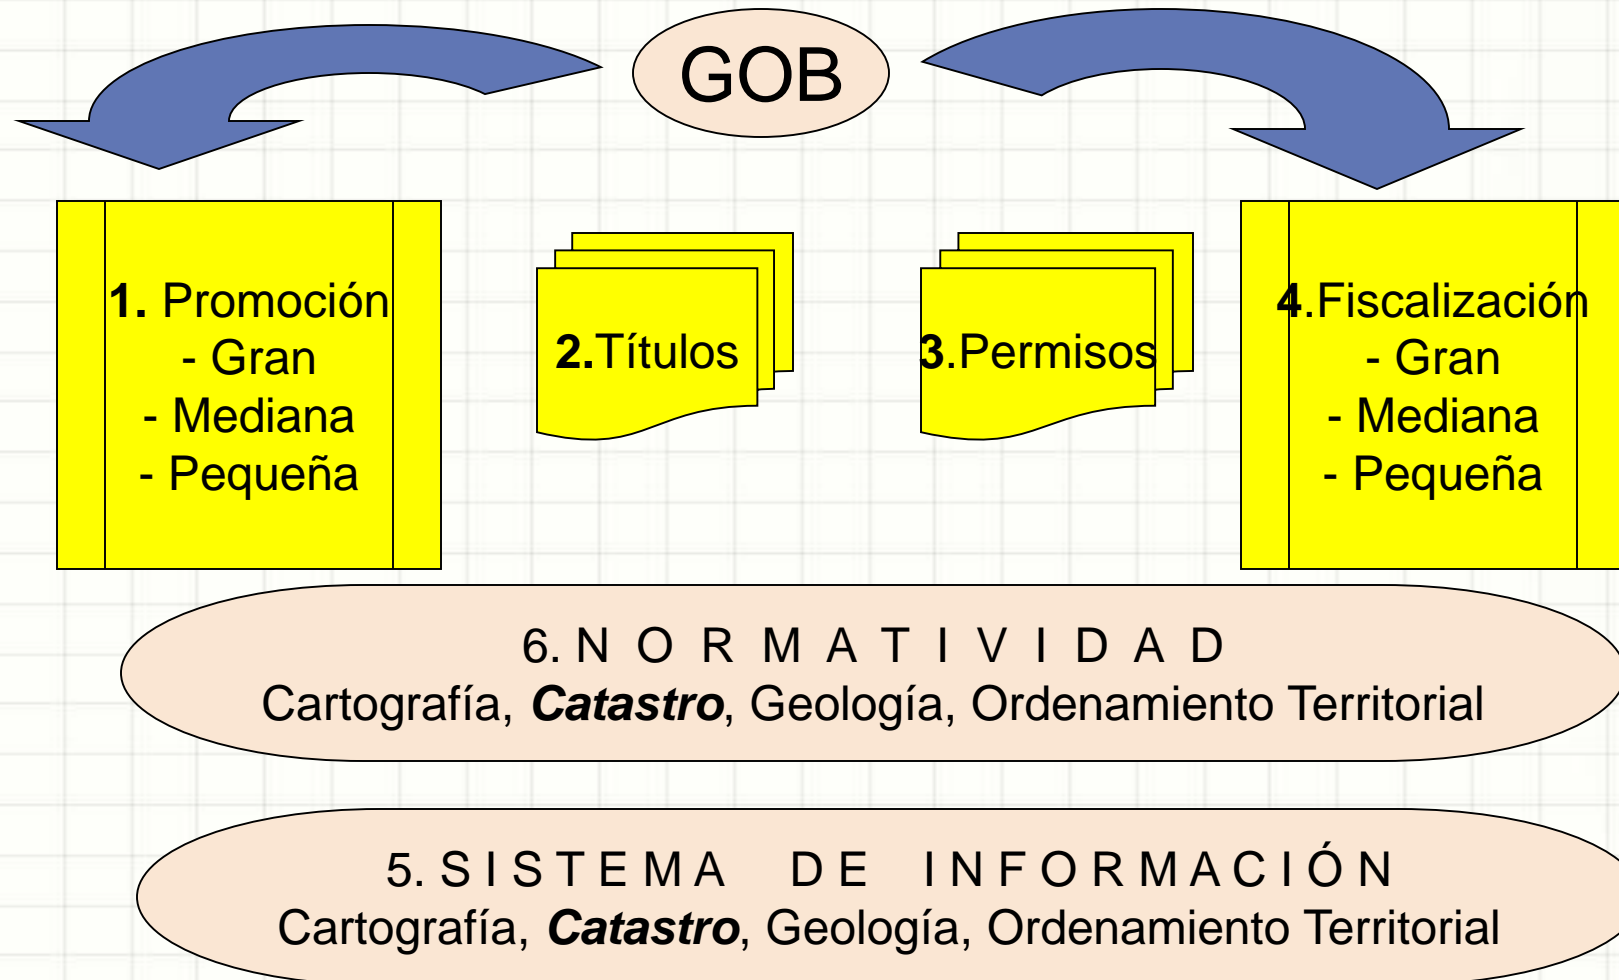 GOB
1. Promoción
- Gran
- Mediana
- Pequeña
2.Títulos
3.Permisos
4.Fiscalización
- Gran
- Mediana
- Pequeña
6. N O R M A T I V I D A D
Cartografía, Catastro, Geología, Ordenamiento Territorial
5. S I S T E M A   D E   I N F O R M A C I Ó N
Cartografía, Catastro, Geología, Ordenamiento Territorial